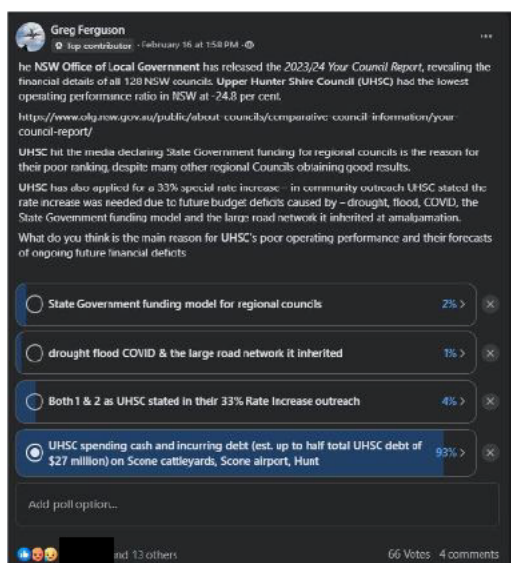 Greg Ferguson
Top contributor · February 16 at 1:58 PM ·
he NSW Office of Local Government has released the 2023/24 Your Council Report, revealing the
financial details of all 128 NSW councils. Upper Hunter Shire Council (UHSC) had the lowest
operating performance ratio in NSW at -24.8 per cent.
https://www.olg.nsw.gov.au/public/about-councils/comparative-council-information/your-
council-report/
UHSC hit the media declaring State Government funding for regional councils is the reason for
their poor ranking, despite many other regional Councils obtaining good results.
UHSC has also applied for a 33% special rate increase – in community outreach UHSC stated the
rate increase was needed due to future budget deficits caused by – drought, flood, COVID, the
State Government funding model and the large road network it inherited at amalgamation.
What do you think is the main reason for UHSC's poor operating performance and their forecasts
of ongoing future financial deficits
State Government funding model for regional councils 2%
drought flood COVID & the large road network it inherited 1%
Both 1 & 2 as UHSC stated in their 33% Rate Increase outreach 4%
UHSC spending cash and incurring debt (est. up to half total UHSC debt of
$27 million) on Scone cattleyards, Scone airport, Hunt 93%
Add poll option...
nd 13 others 66 Votes 4 comments